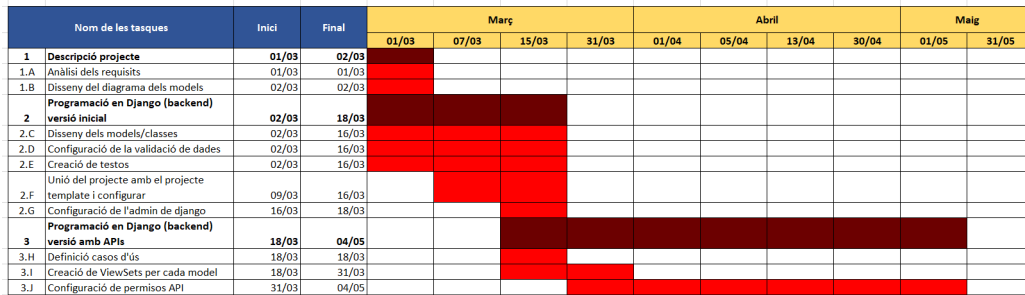 Nom de les tasques Inici Final Març Abril Maig
01/03 07/03 15/03 31/03 01/04 05/04 13/04 30/04 01/05 31/05
1 Descripció projecte 01/03 02/03
1.A Anàlisi dels requisits 01/03 01/03
1.B Disseny del diagrama dels models 02/03 02/03
Programació en Django (backend)
2 versió inicial 02/03 18/03
2.C Disseny dels models/classes 02/03 16/03
2.D Configuració de la validació de dades 02/03 16/03
2.E Creació de testos 02/03 16/03
Unió del projecte amb el projecte
2.F template i configurar 09/03 16/03
2.G Configuració de l'admin de django 16/03 18/03
Programació en Django (backend)
3 versió amb APIs 18/03 04/05
3.H Definició casos d'ús 18/03 18/03
3.I Creació de ViewSets per cada model 18/03 31/03
3.J Configuració de permisos API 31/03 04/05